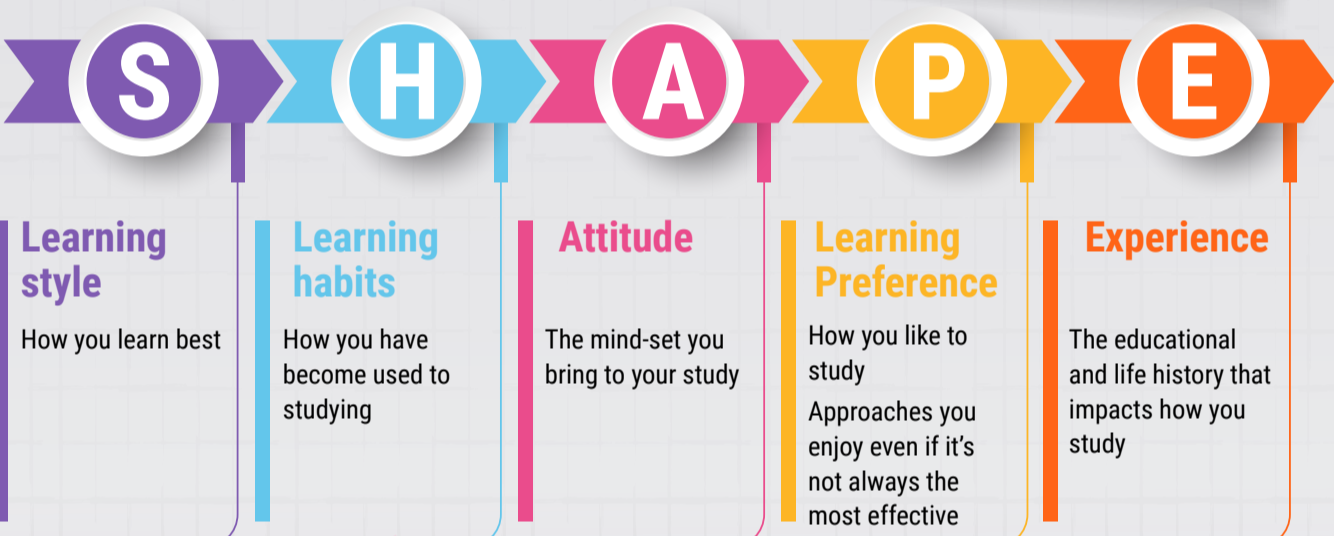 S
H
A
P
E
Learning
style
How you learn best
Learning
habits
How you have
become used to
studying
Attitude
The mind-set you
bring to your study
Learning
Preference
How you like to
study
Approaches you
enjoy even if it's
not always the
most effective
Experience
The educational
and life history that
impacts how you
study